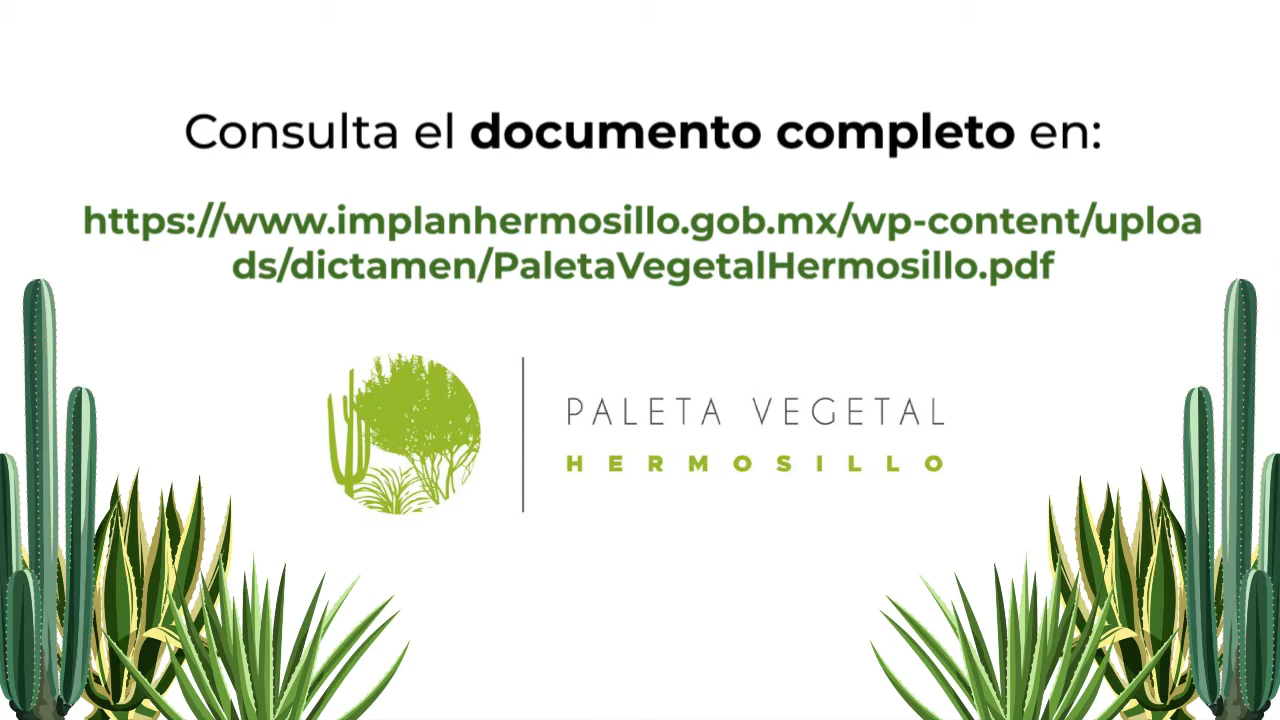 Consulta el documento completo en:
https://www.implanhermosillo.gob.mx/wp-content/uploa
ds/dictamen/PaletaVegetalHermosillo.pdf
PALETA VEGETAL
HERMOSILLO